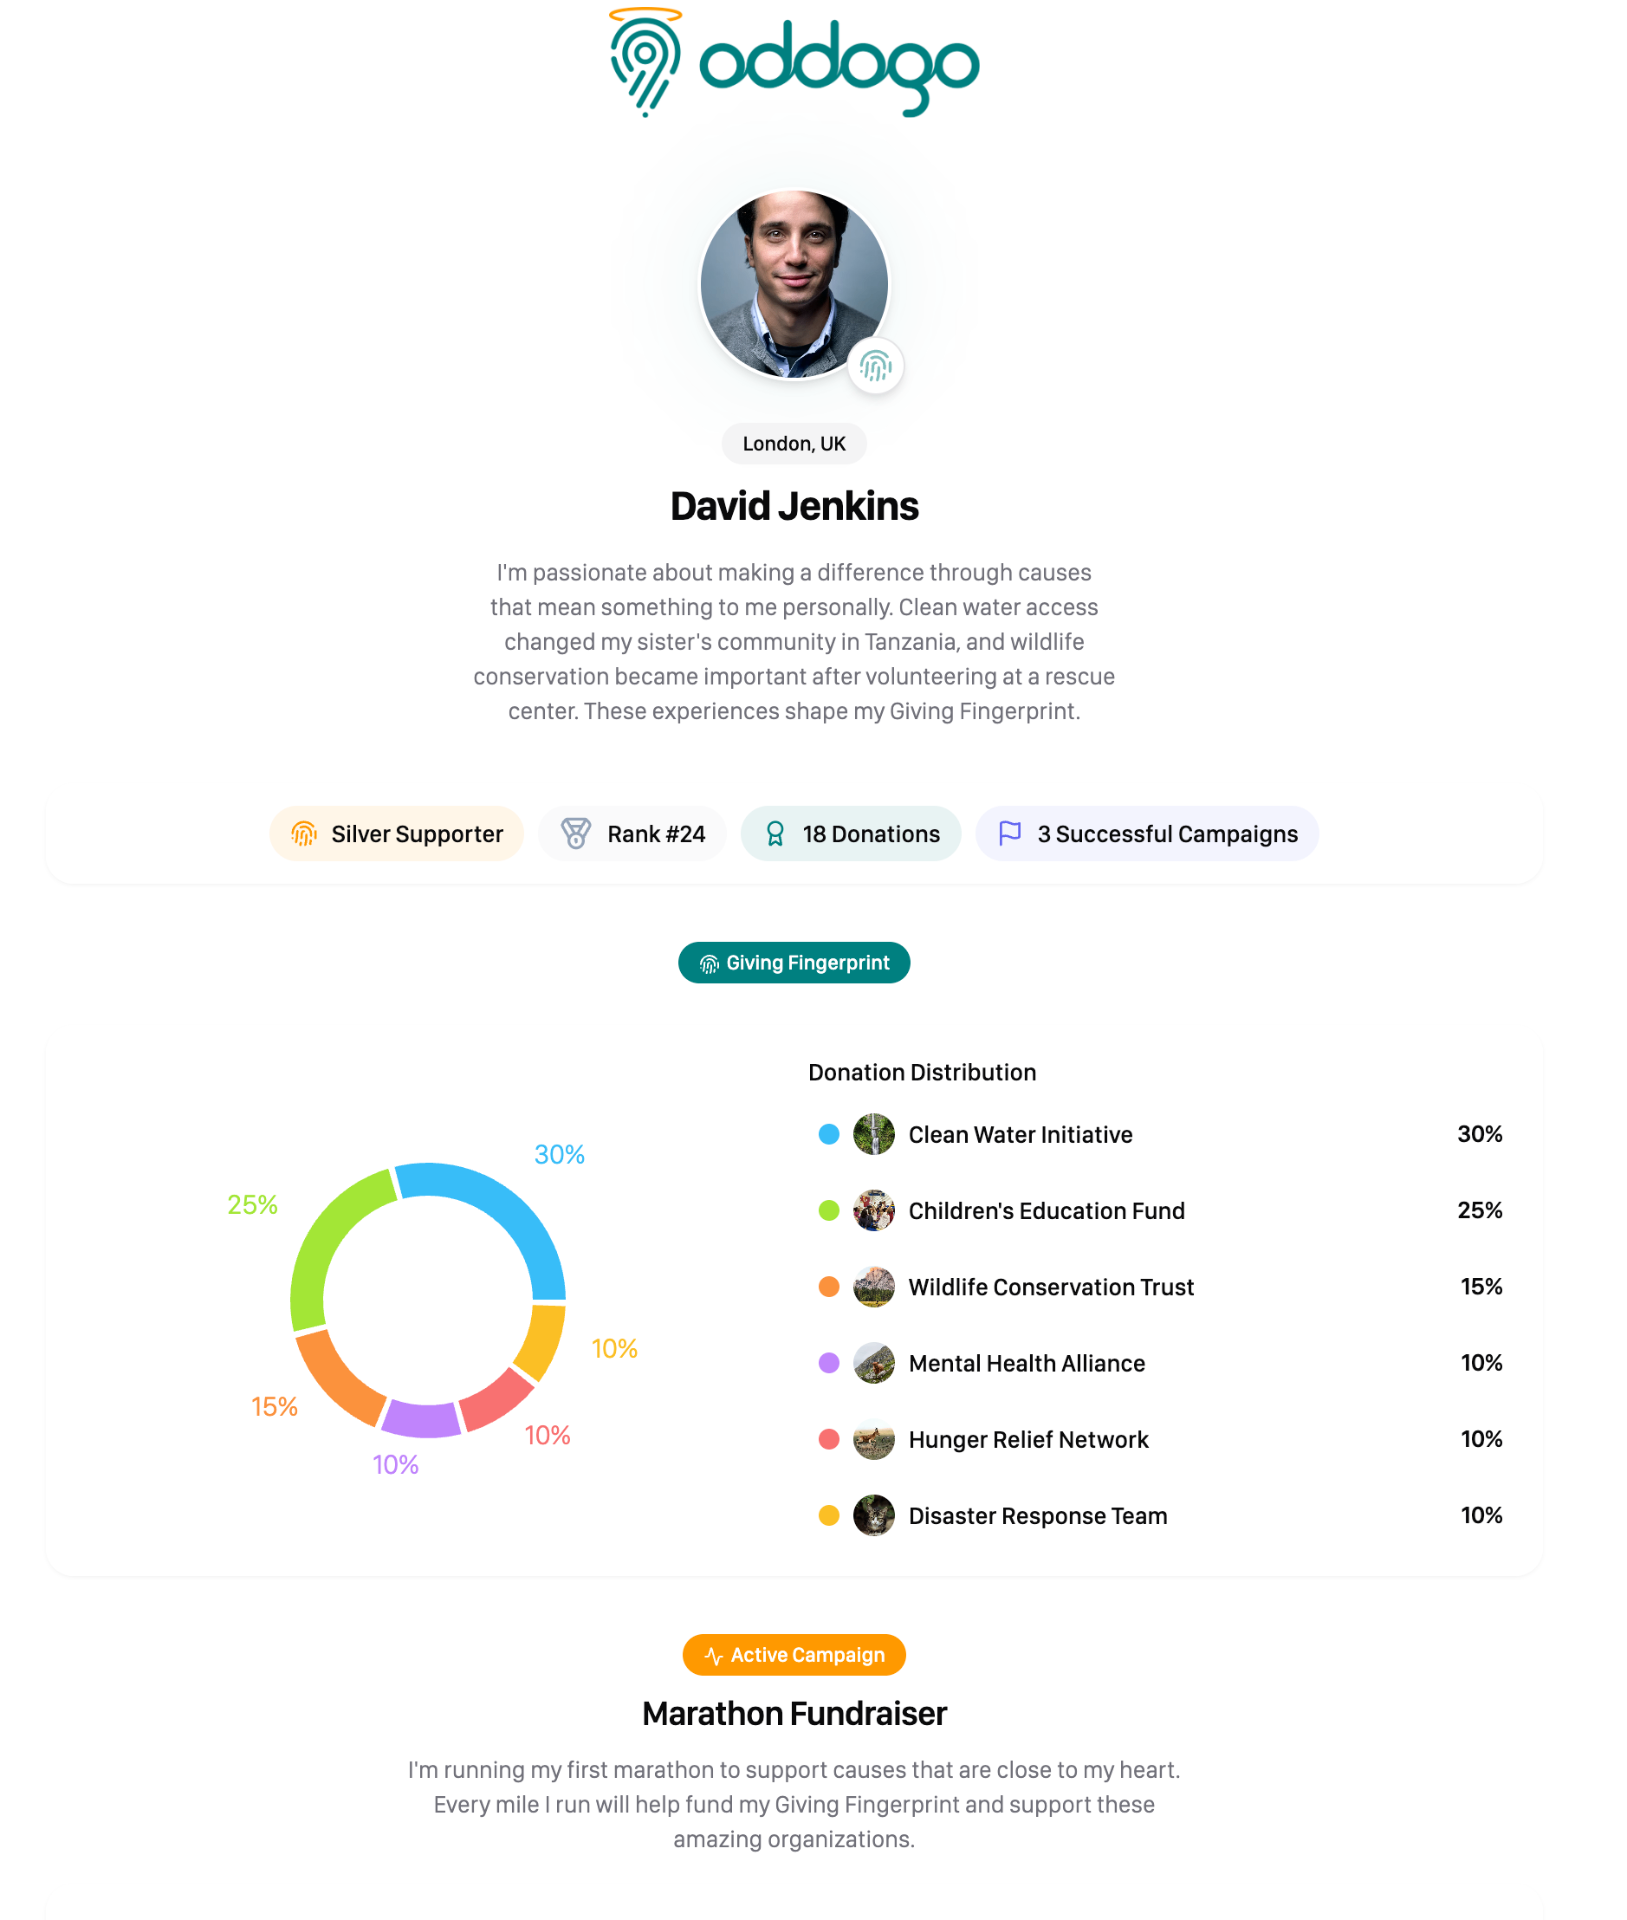 oddogo
London, UK
David Jenkins
I'm passionate about making a difference through causes
that mean something to me personally. Clean water access
changed my sister's community in Tanzania, and wildlife
conservation became important after volunteering at a rescue
center. These experiences shape my Giving Fingerprint.
Silver Supporter
Rank #24
18 Donations
3 Successful Campaigns
Giving Fingerprint
30%
25%
10%
15%
10%
10%
Donation Distribution
Clean Water Initiative 30%
Children's Education Fund 25%
Wildlife Conservation Trust 15%
Mental Health Alliance 10%
Hunger Relief Network 10%
Disaster Response Team 10%
Active Campaign
Marathon Fundraiser
I'm running my first marathon to support causes that are close to my heart.
Every mile I run will help fund my Giving Fingerprint and support these
amazing organizations.